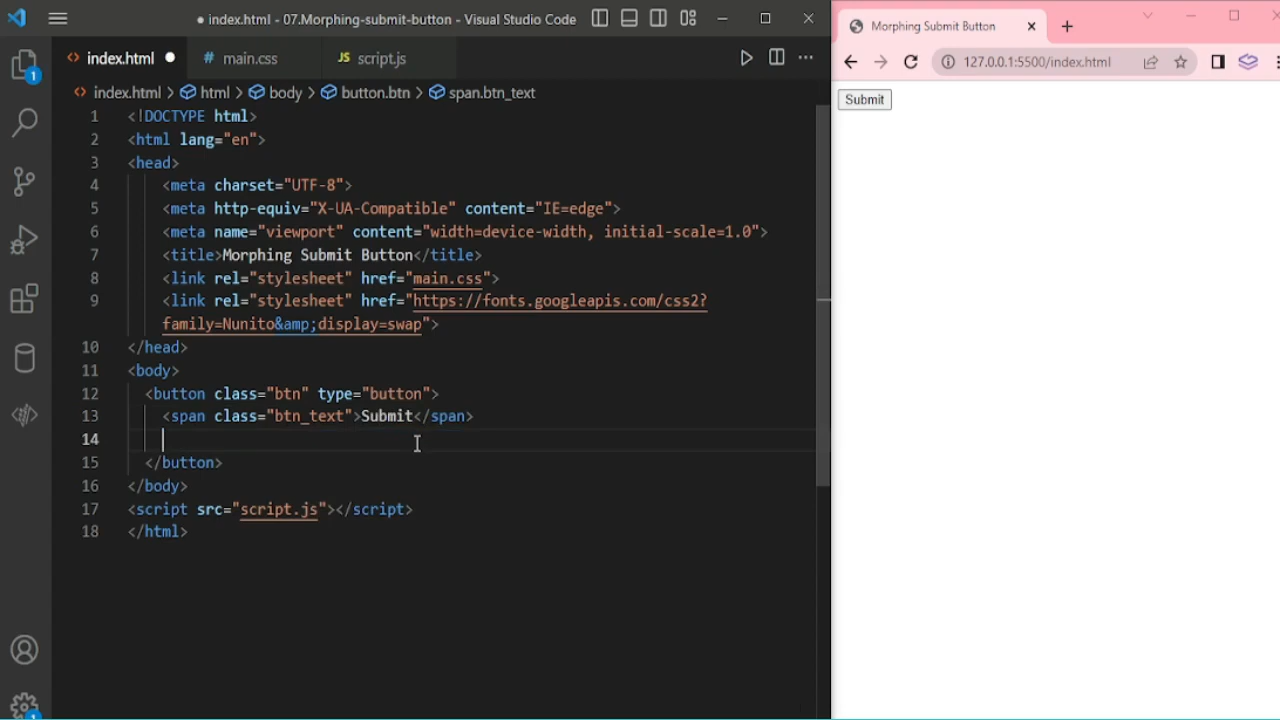 ● index.html - 07.Morphing-submit-button - Visual Studio Code
index.html ●
# main.css
JS script.js
index.html > html > body > button.btn > span.btn_text
1 <!DOCTYPE html>
2 <html lang="en">
3 <head>
4 <meta charset="UTF-8">
5 <meta http-equiv="X-UA-Compatible" content="IE=edge">
6 <meta name="viewport" content="width=device-width, initial-scale=1.0">
7 <title>Morphing Submit Button</title>
8 <link rel="stylesheet" href="main.css">
9 <link rel="stylesheet" href="https://fonts.googleapis.com/css2?
family=Nunito&amp;display=swap">
10 </head>
11 <body>
12 <button class="btn" type="button">
13 <span class="btn_text">Submit</span>
14
15 </button>
16 </body>
17 <script src="script.js"></script>
18 </html>
1
1
Morphing Submit Button
127.0.0.1:5500/index.html
Submit